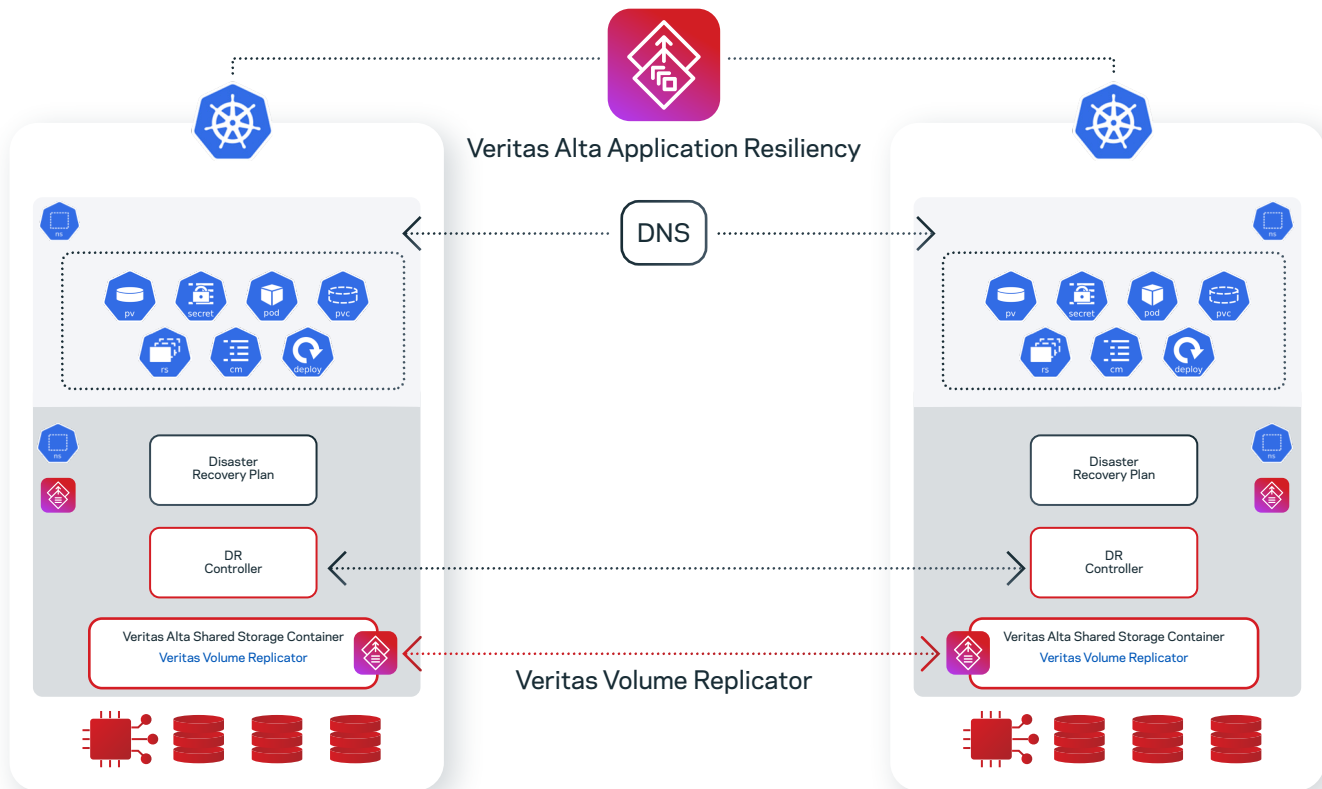 Veritas Alta Application Resiliency
DNS
ns
pv
secret
pod
pvc
rs
cm
deploy
ns
Disaster
Recovery Plan
DR
Controller
Veritas Alta Shared Storage Container
Veritas Volume Replicator
Veritas Volume Replicator
ns
pv
secret
pod
pvc
rs
cm
deploy
ns
Disaster
Recovery Plan
DR
Controller
Veritas Alta Shared Storage Container
Veritas Volume Replicator